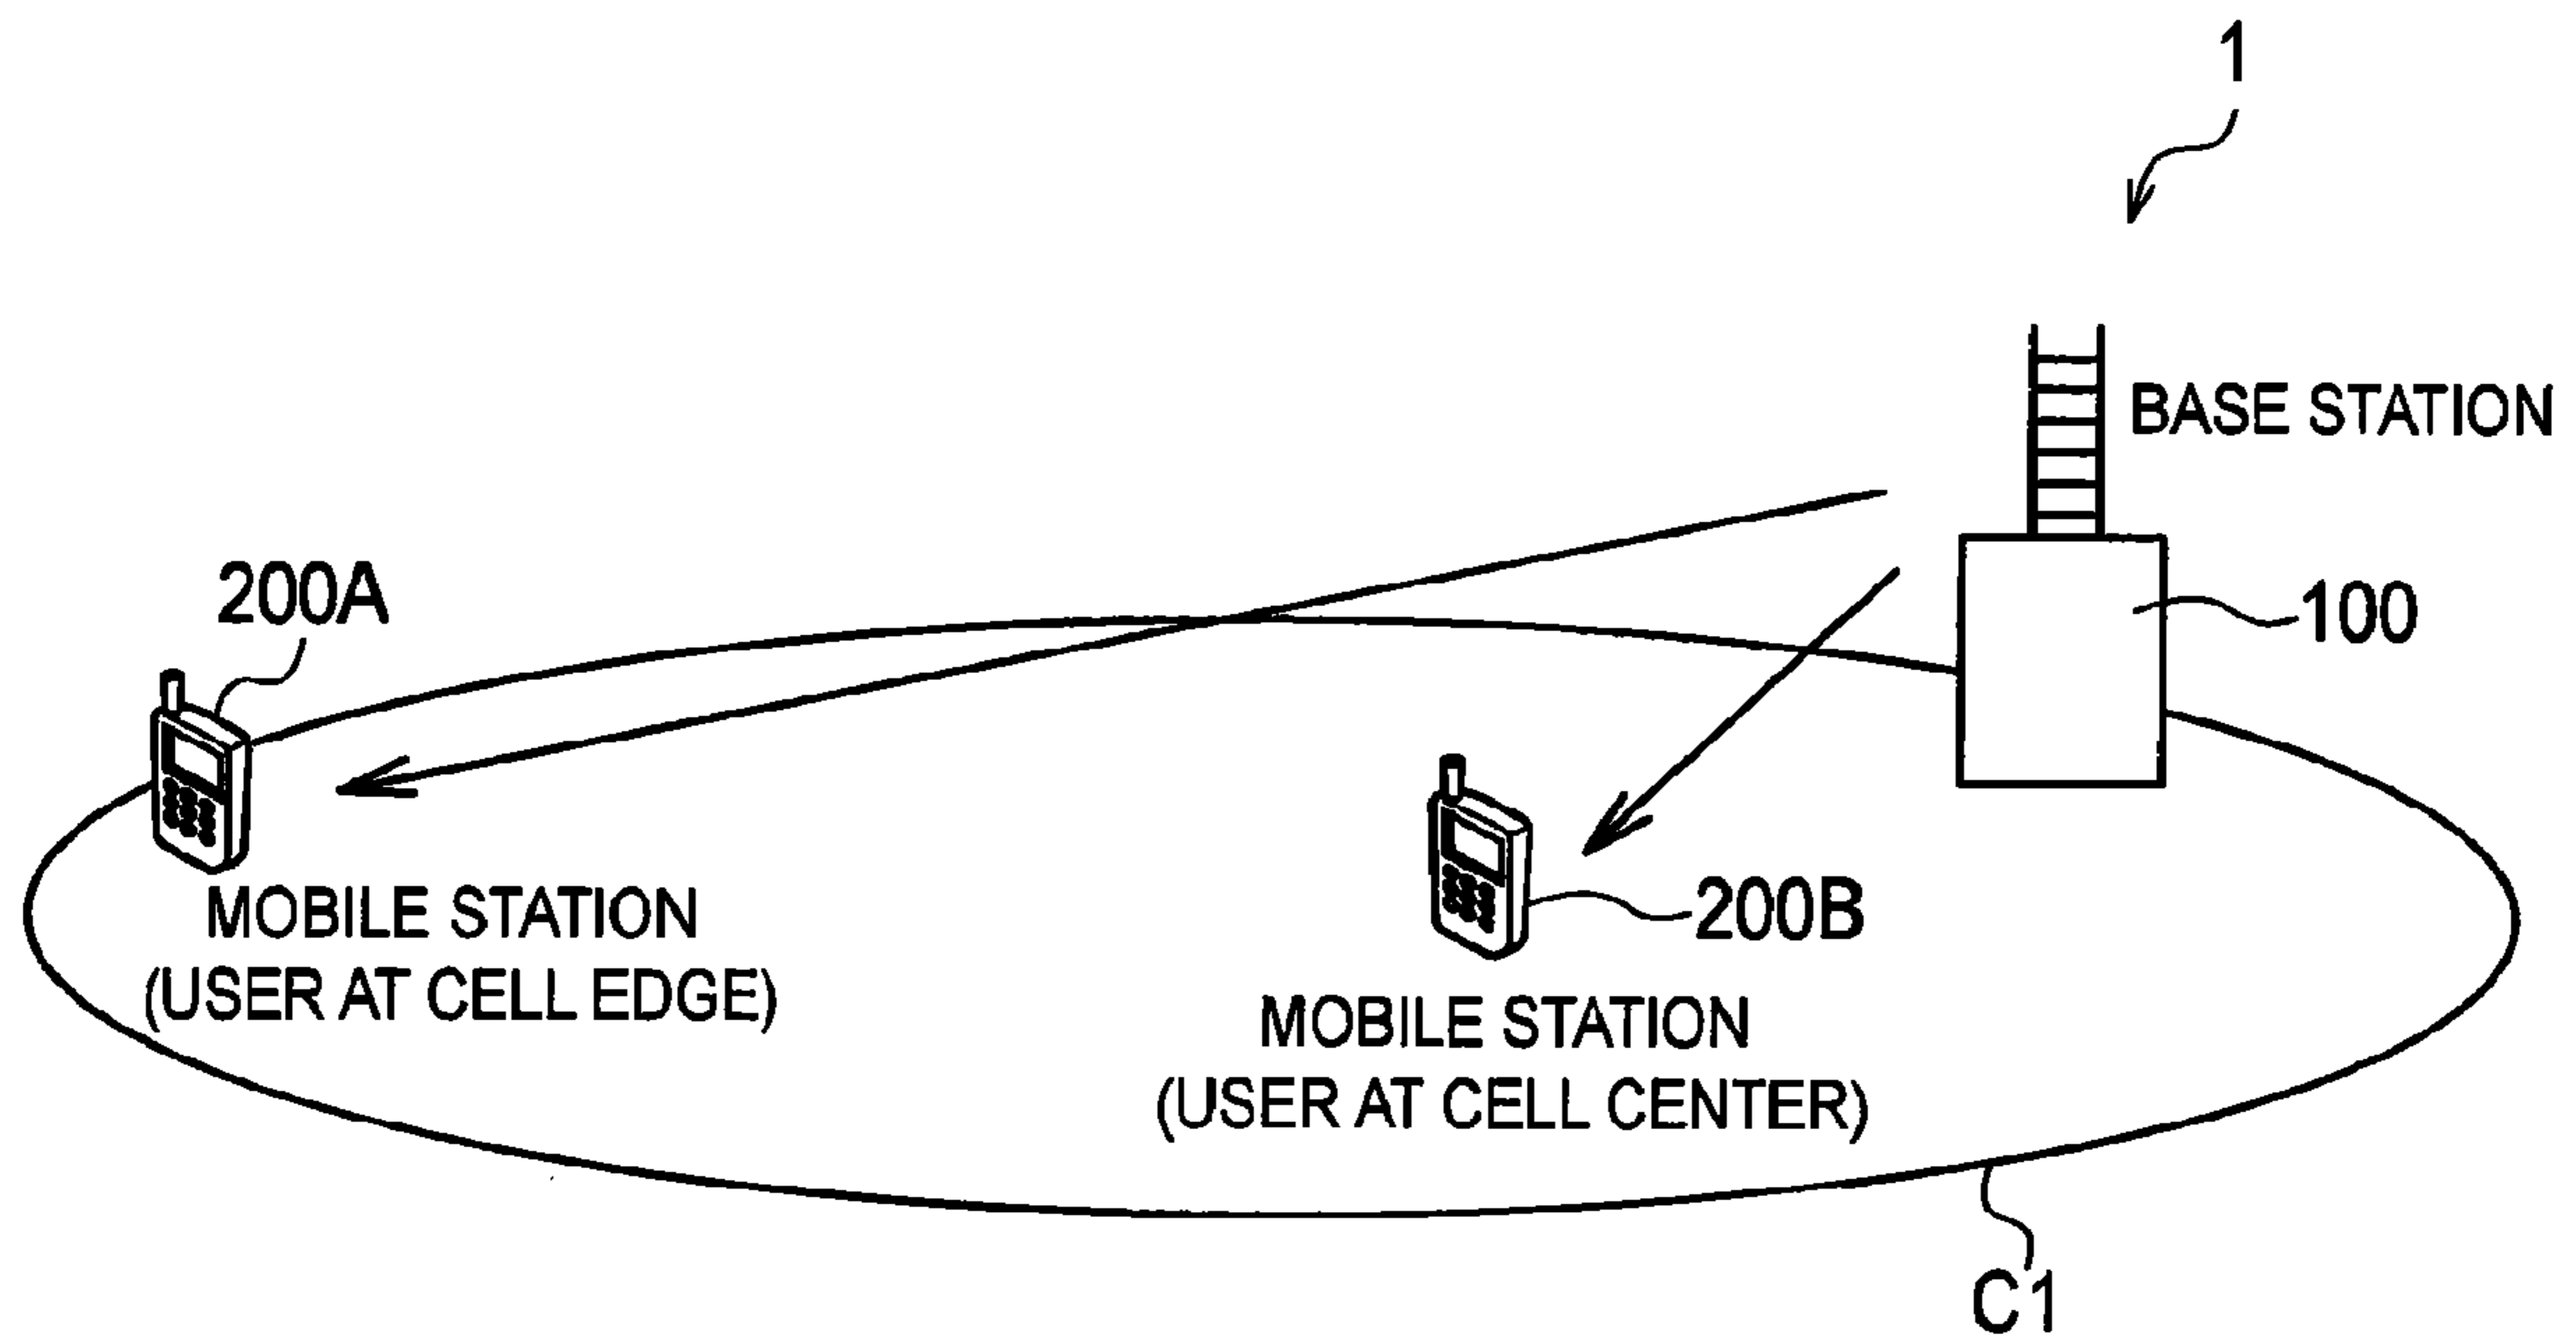 1
BASE STATION
200A
100
200B
MOBILE STATION
(USER AT CELL EDGE)
MOBILE STATION
(USER AT CELL CENTER)
C1